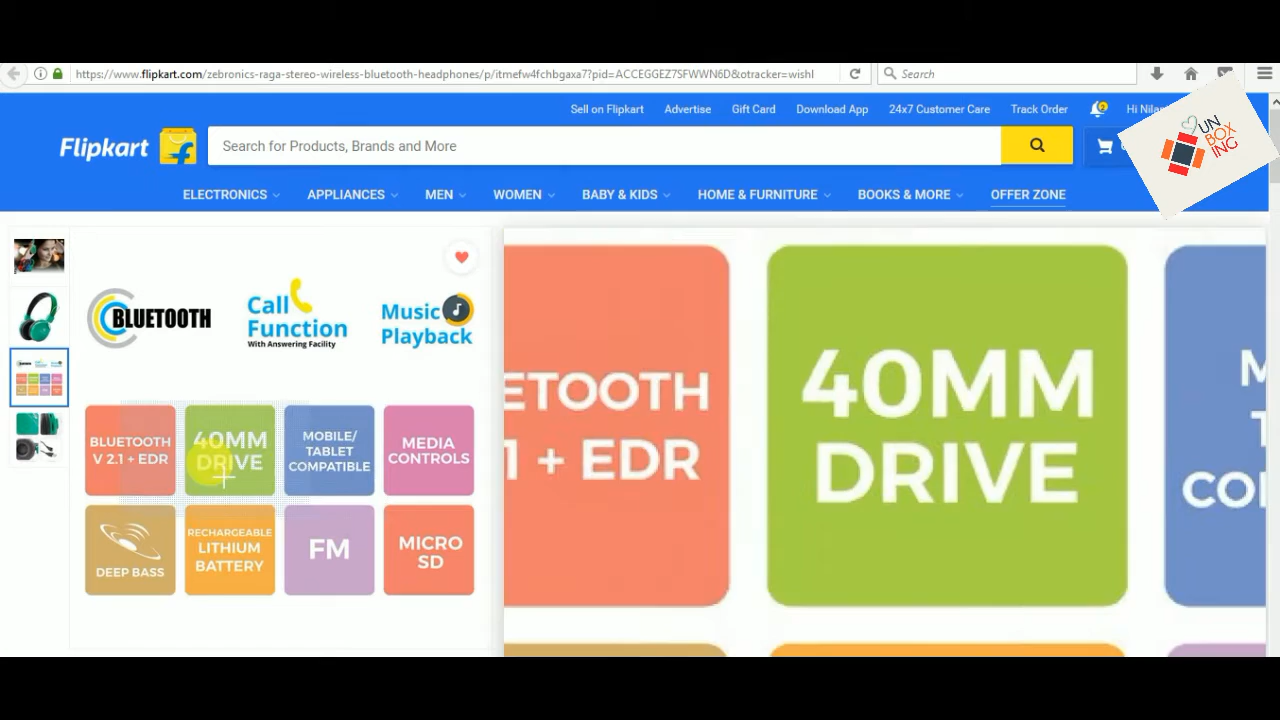 https://www.flipkart.com/zebronics-raga-stereo-wireless-bluetooth-headphones/p/itmefw4fchbgaxa7?pid=ACCEGGEZ7SFWWN6D&otracker=wishl
Search
Sell on Flipkart Advertise Gift Card Download App 24x7 Customer Care Track Order 2 Hi
Flipkart
Search for Products, Brands and More
UN
BOX
ING
ELECTRONICS APPLIANCES MEN WOMEN BABY & KIDS HOME & FURNITURE BOOKS & MORE OFFER ZONE
BLUETOOTH
Call
Function
With Answering Facility
Music
Playback
BLUETOOTH
V 2.1 + EDR
40MM
DRIVE
MOBILE/
TABLET
COMPATIBLE
MEDIA
CONTROLS
DEEP BASS
RECHARGEABLE
LITHIUM
BATTERY
FM
MICRO
SD
ETOOTH
1 + EDR
40MM
DRIVE
M
T
CO